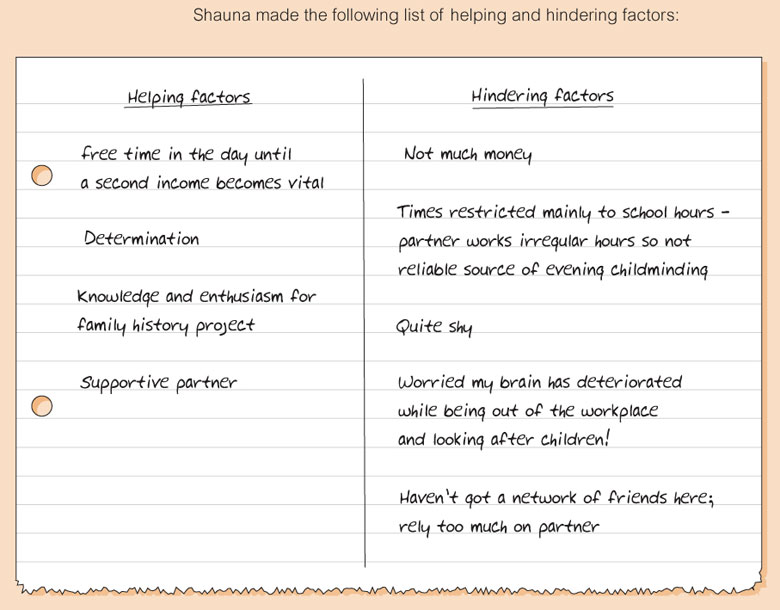 Shauna made the following list of helping and hindering factors:
Helping factors
free time in the day until
a second income becomes vital
Determination
Knowledge and enthusiasm for
family history project
Supportive partner
Hindering factors
Not much money
Times restricted mainly to school hours –
partner works irregular hours so not
reliable source of evening childminding
Quite shy
Worried my brain has deteriorated
while being out of the workplace
and looking after children!
Haven't got a network of friends here;
rely too much on partner